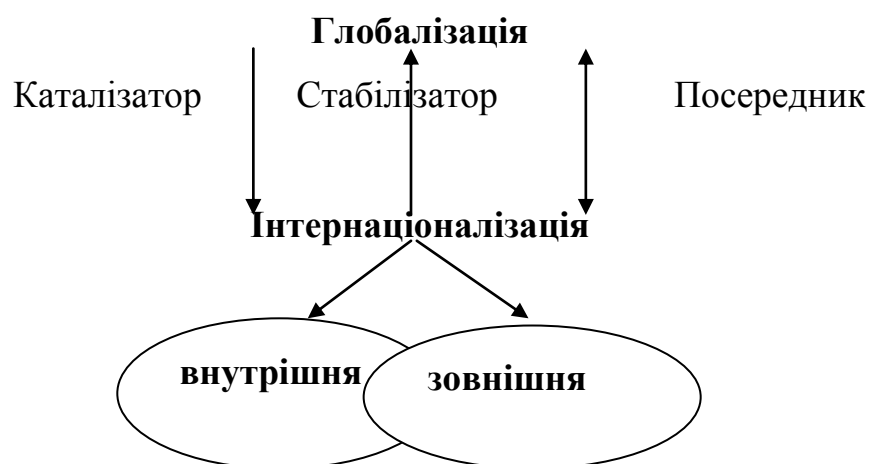 Глобалізація
Каталізатор Стабілізатор Посередник
Інтернаціоналізація
внутрішня зовнішня